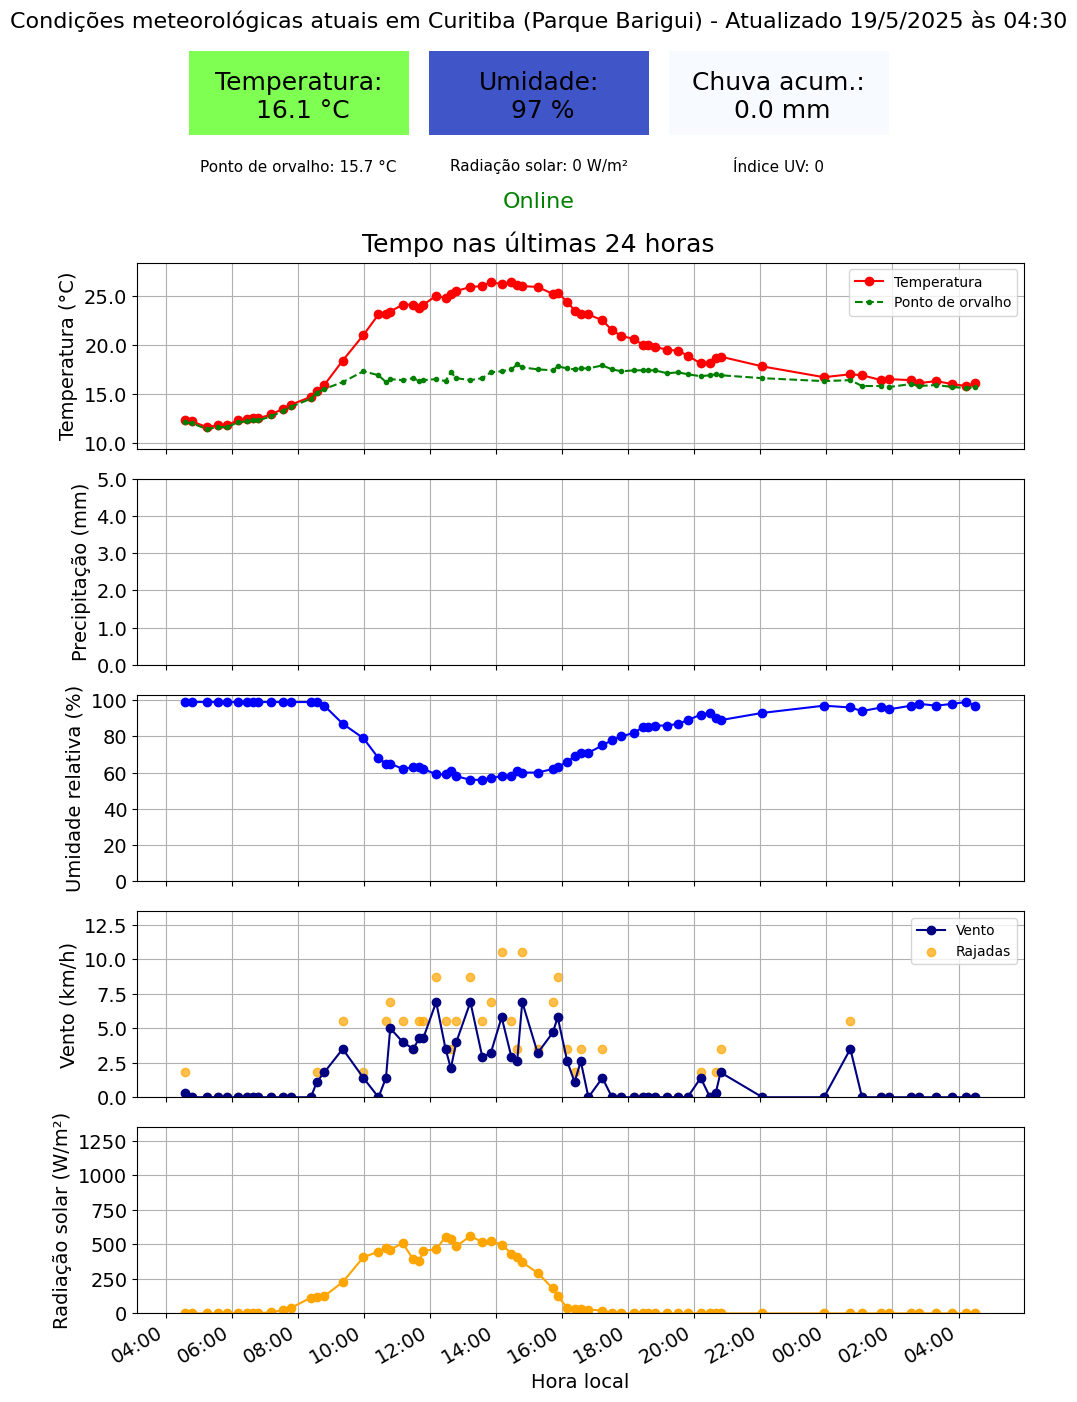 Condições meteorológicas atuais em Curitiba (Parque Barigui) - Atualizado 19/5/2025 às 04:30
Temperatura:
16.1 °C
Umidade:
97 %
Chuva acum.:
0.0 mm
Ponto de orvalho: 15.7 °C
Radiação solar: 0 W/m²
Índice UV: 0
Online
Tempo nas últimas 24 horas
Temperatura (°C)
25.0
20.0
15.0
10.0
Temperatura
Ponto de orvalho
Precipitação (mm)
5.0
4.0
3.0
2.0
1.0
0.0
Umidade relativa (%)
100
80
60
40
20
0
Vento (km/h)
12.5
10.0
7.5
5.0
2.5
0.0
Vento
Rajadas
Radiação solar (W/m²)
1250
1000
750
500
250
0
04:00
06:00
08:00
10:00
12:00
14:00
16:00
18:00
20:00
22:00
00:00
02:00
04:00
Hora local